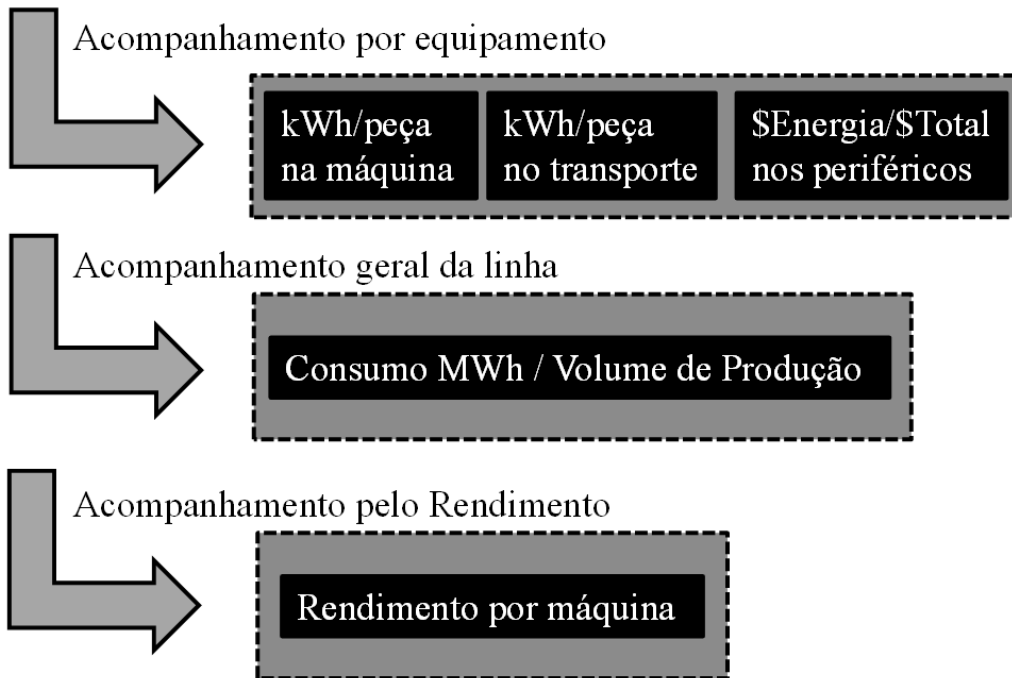 Acompanhamento por equipamento
kWh/peça
na máquina
kWh/peça
no transporte
$Energia/$Total
nos periféricos
Acompanhamento geral da linha
Consumo MWh / Volume de Produção
Acompanhamento pelo Rendimento
Rendimento por máquina